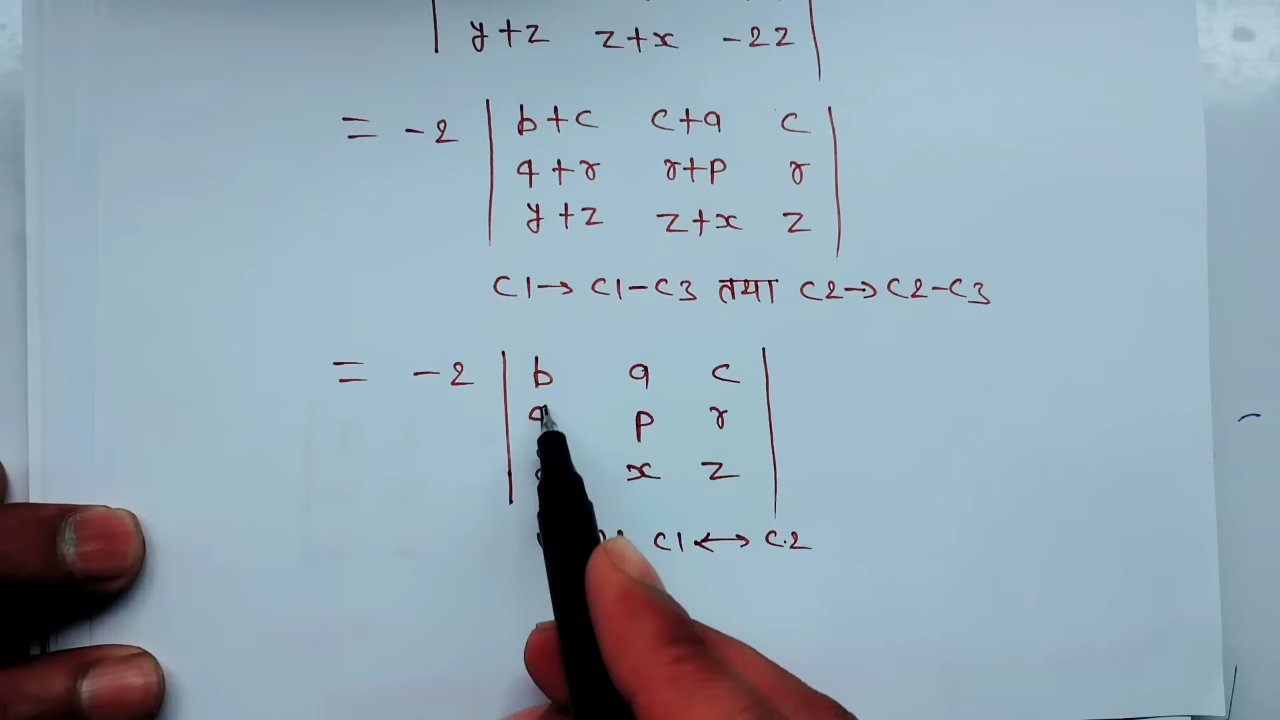 | y+z z+x -2z |
= -2 | b+c c+a c |
| q+r r+p r |
| y+z z+x z |
C1→ C1-C3 तथा C2→C2-C3
= -2 | b a c |
| q p r |
| x z |
C1↔C2